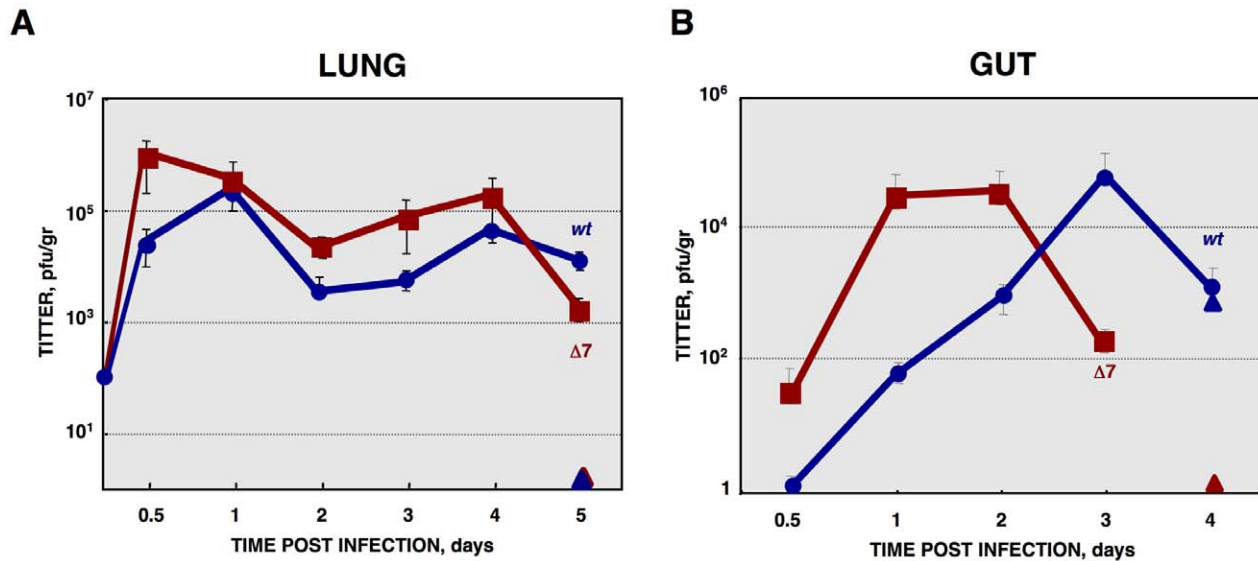 A
LUNG
10^7
10^5
10^3
10^1
TITTER, pfu/gr
wt
Δ7
0.5 1 2 3 4 5
TIME POST INFECTION, days
B
GUT
10^6
10^4
10^2
1
TITTER, pfu/gr
wt
Δ7
0.5 1 2 3 4
TIME POST INFECTION, days